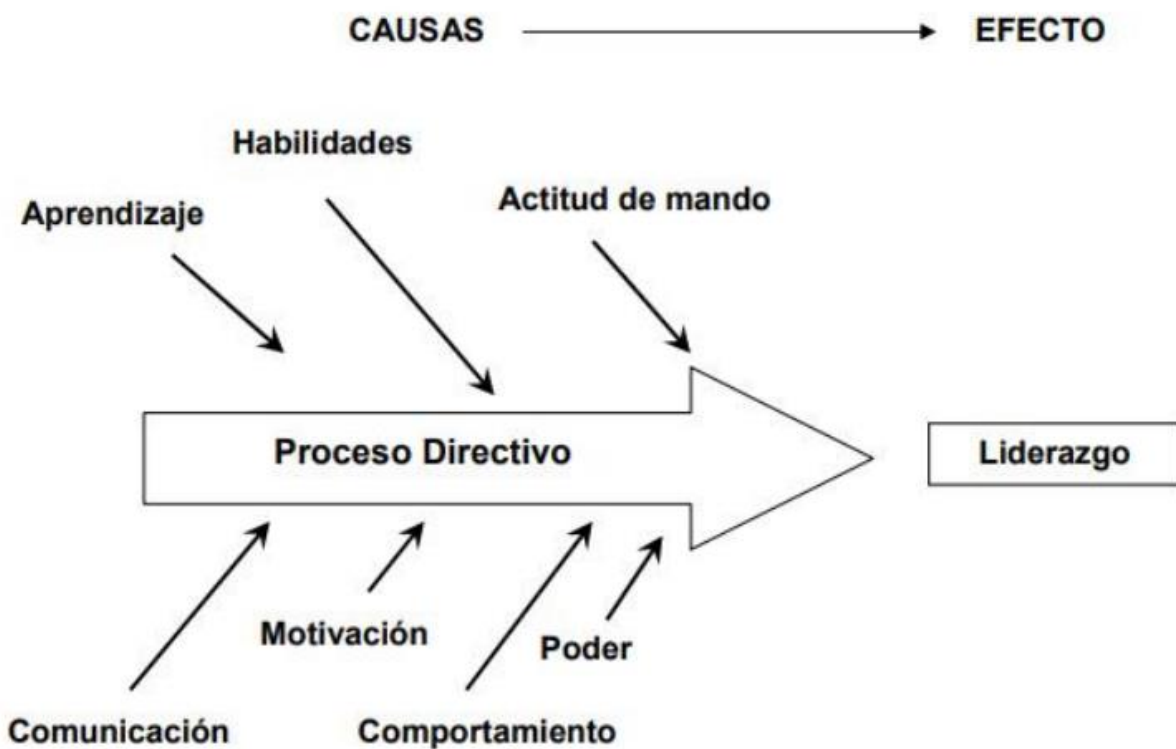 CAUSAS EFECTO
Habilidades
Aprendizaje
Actitud de mando
Proceso Directivo
Liderazgo
Motivación
Poder
Comunicación
Comportamiento